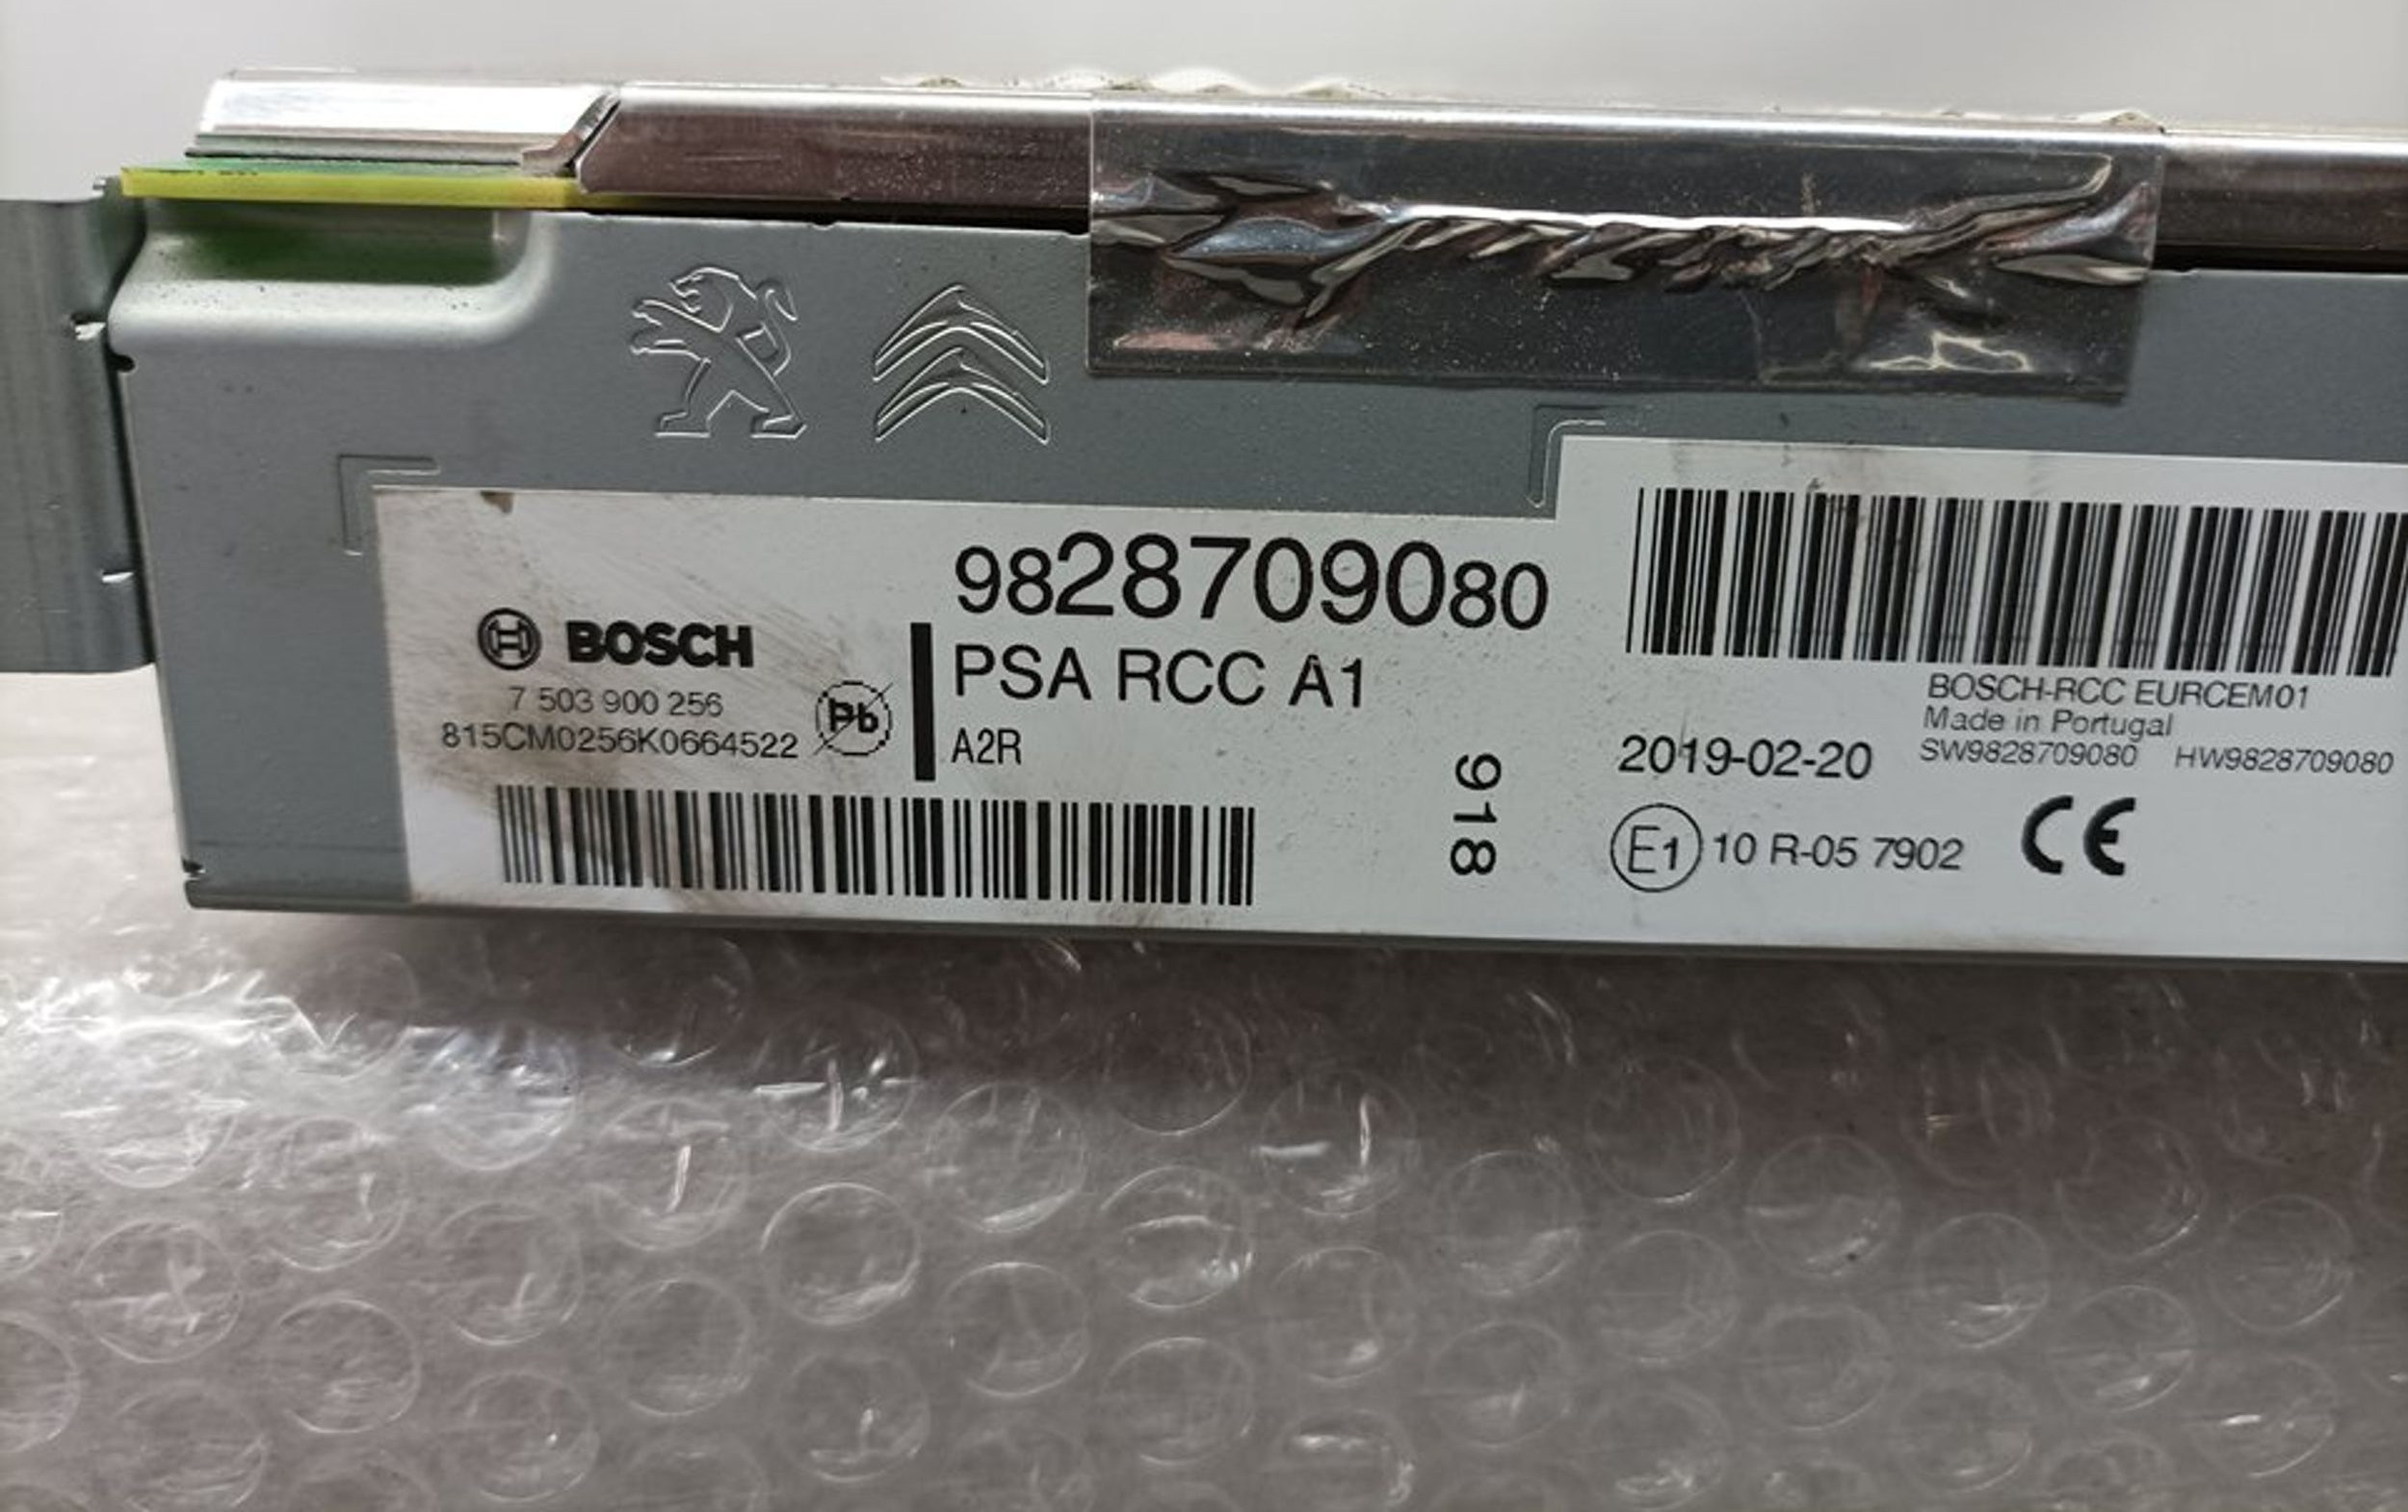 9828709080
BOSCH
PSA RCC A1
7 503 900 256
815CM0256K0664522
Pb
A2R
918
BOSCH-RCC EURCEM01
Made in Portugal
2019-02-20
SW9828709080 HW9828709080
E1 10 R-05 7902
CE